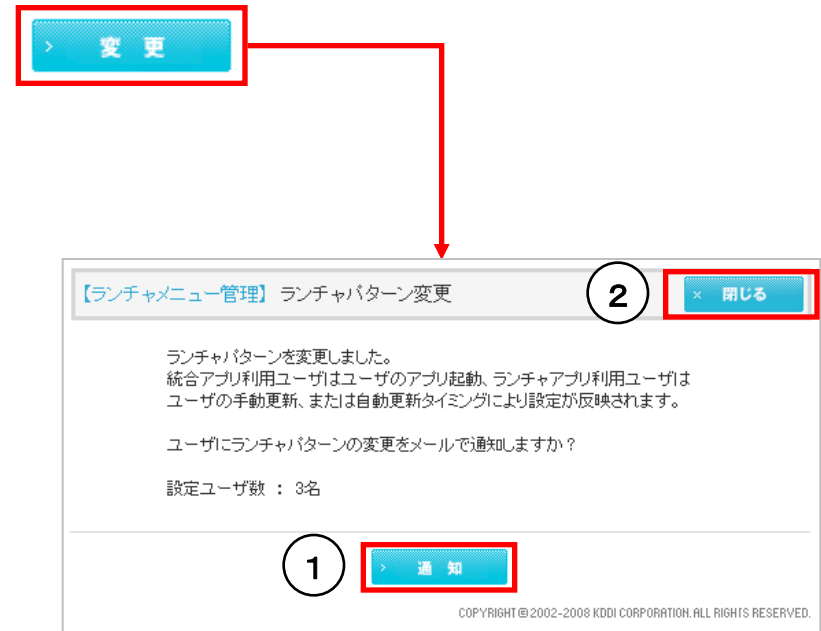 変更
【ランチャメニュー管理】 ランチャパターン変更
2
× 閉じる
ランチャパターンを変更しました。
統合アプリ利用ユーザはユーザのアプリ起動、ランチャアプリ利用ユーザは
ユーザの手動更新、または自動更新タイミングにより設定が反映されます。
ユーザにランチャパターンの変更をメールで通知しますか？
設定ユーザ数 ： 3名
1
通知
COPYRIGHT © 2002-2008 KDDI CORPORATION. ALL RIGHTS RESERVED.